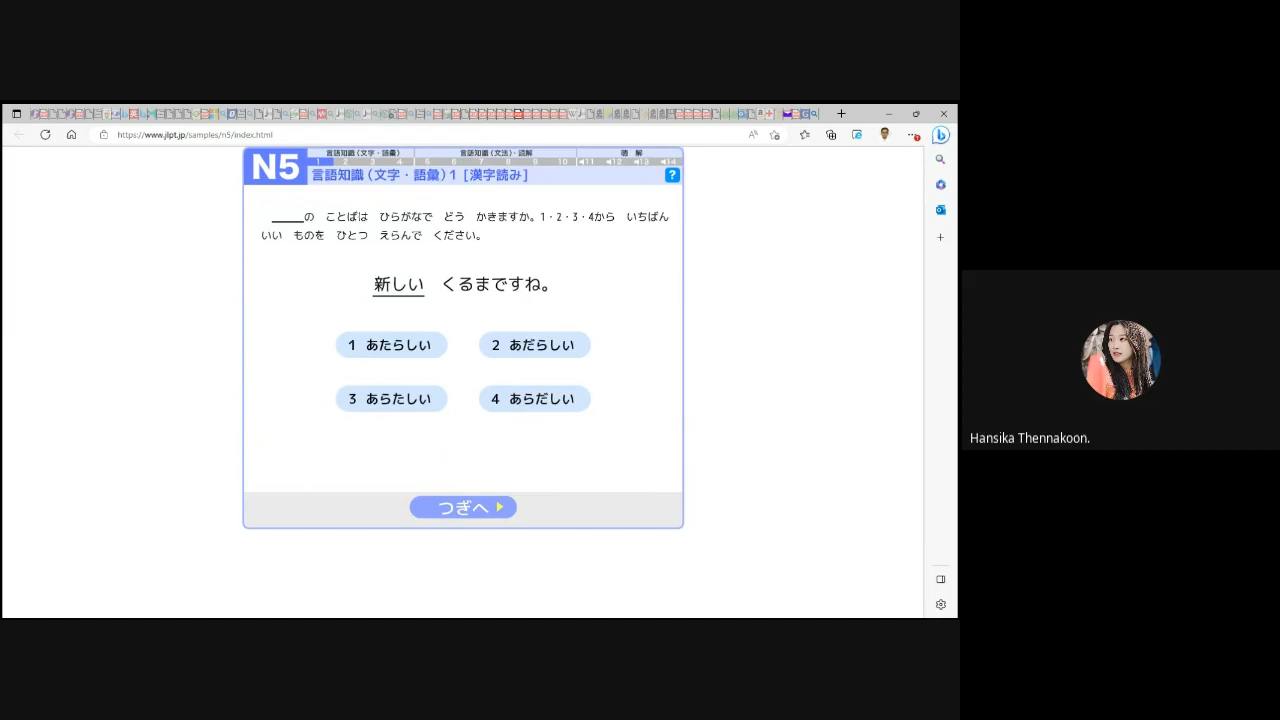 https://www.jlpt.jp/samples/n5/index.html
言語知識（文字・語彙） 言語知識（文法）・読解 聴解
1 2 3 4 5 6 7 8 9 10 11 12 13 14
N5
言語知識（文字・語彙）1 [漢字読み]
?
_____の　ことばは　ひらがなで　どう　かきますか。1・2・3・4から　いちばん
いい　ものを　ひとつ　えらんで　ください。
新しい　くるまですね。
1 あたらしい
2 あだらしい
3 あらたしい
4 あらだしい
つぎへ
Hansika Thennakoon.